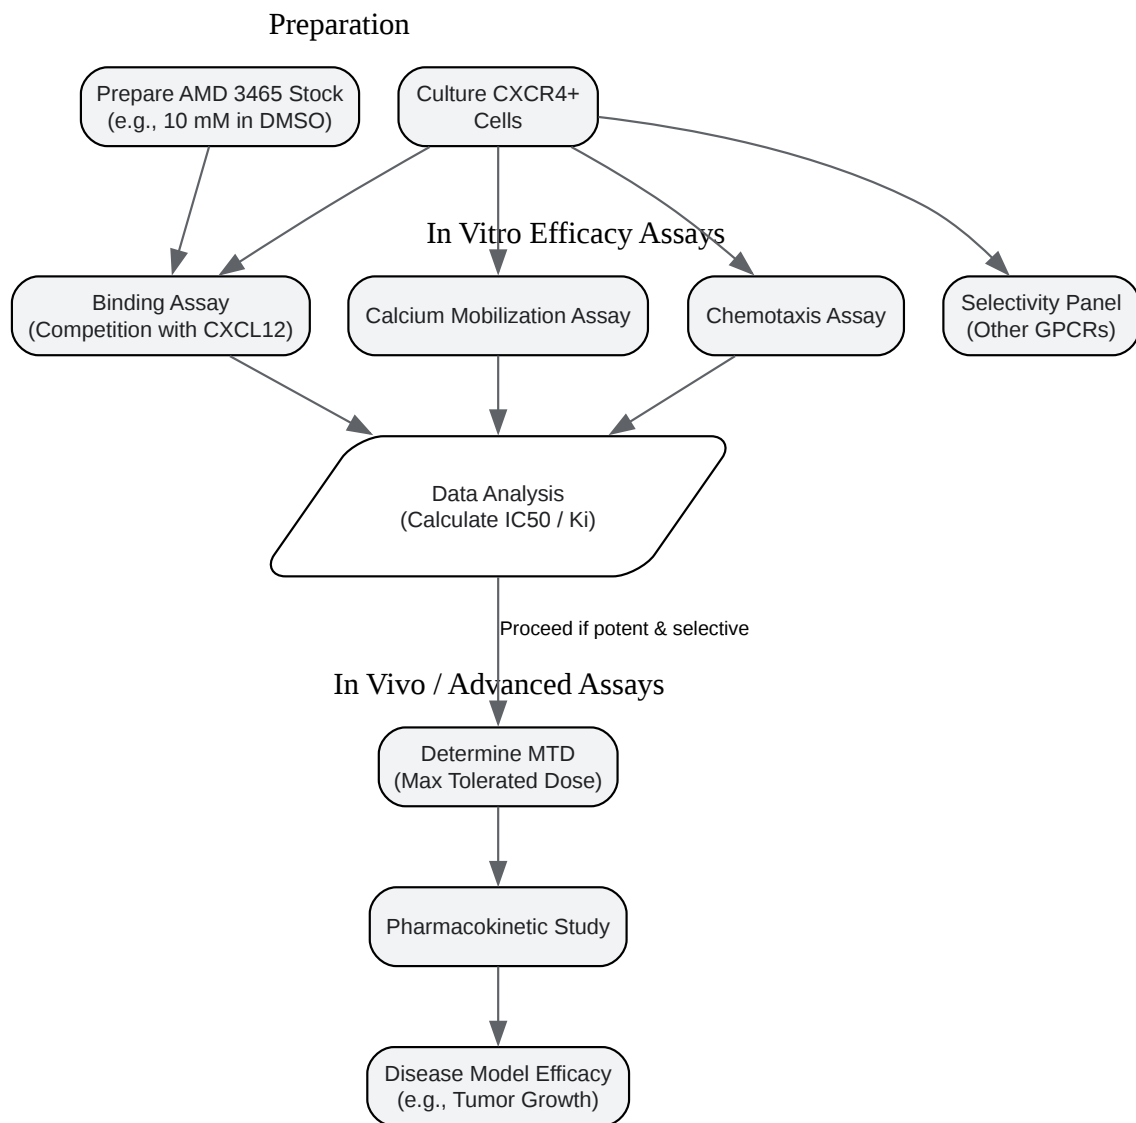 Preparation
Prepare AMD 3465 Stock
(e.g., 10 mM in DMSO)
Culture CXCR4+
Cells
In Vitro Efficacy Assays
Binding Assay
(Competition with CXCL12)
Calcium Mobilization Assay
Chemotaxis Assay
Selectivity Panel
(Other GPCRs)
Data Analysis
(Calculate IC50 / Ki)
Proceed if potent & selective
In Vivo / Advanced Assays
Determine MTD
(Max Tolerated Dose)
Pharmacokinetic Study
Disease Model Efficacy
(e.g., Tumor Growth)